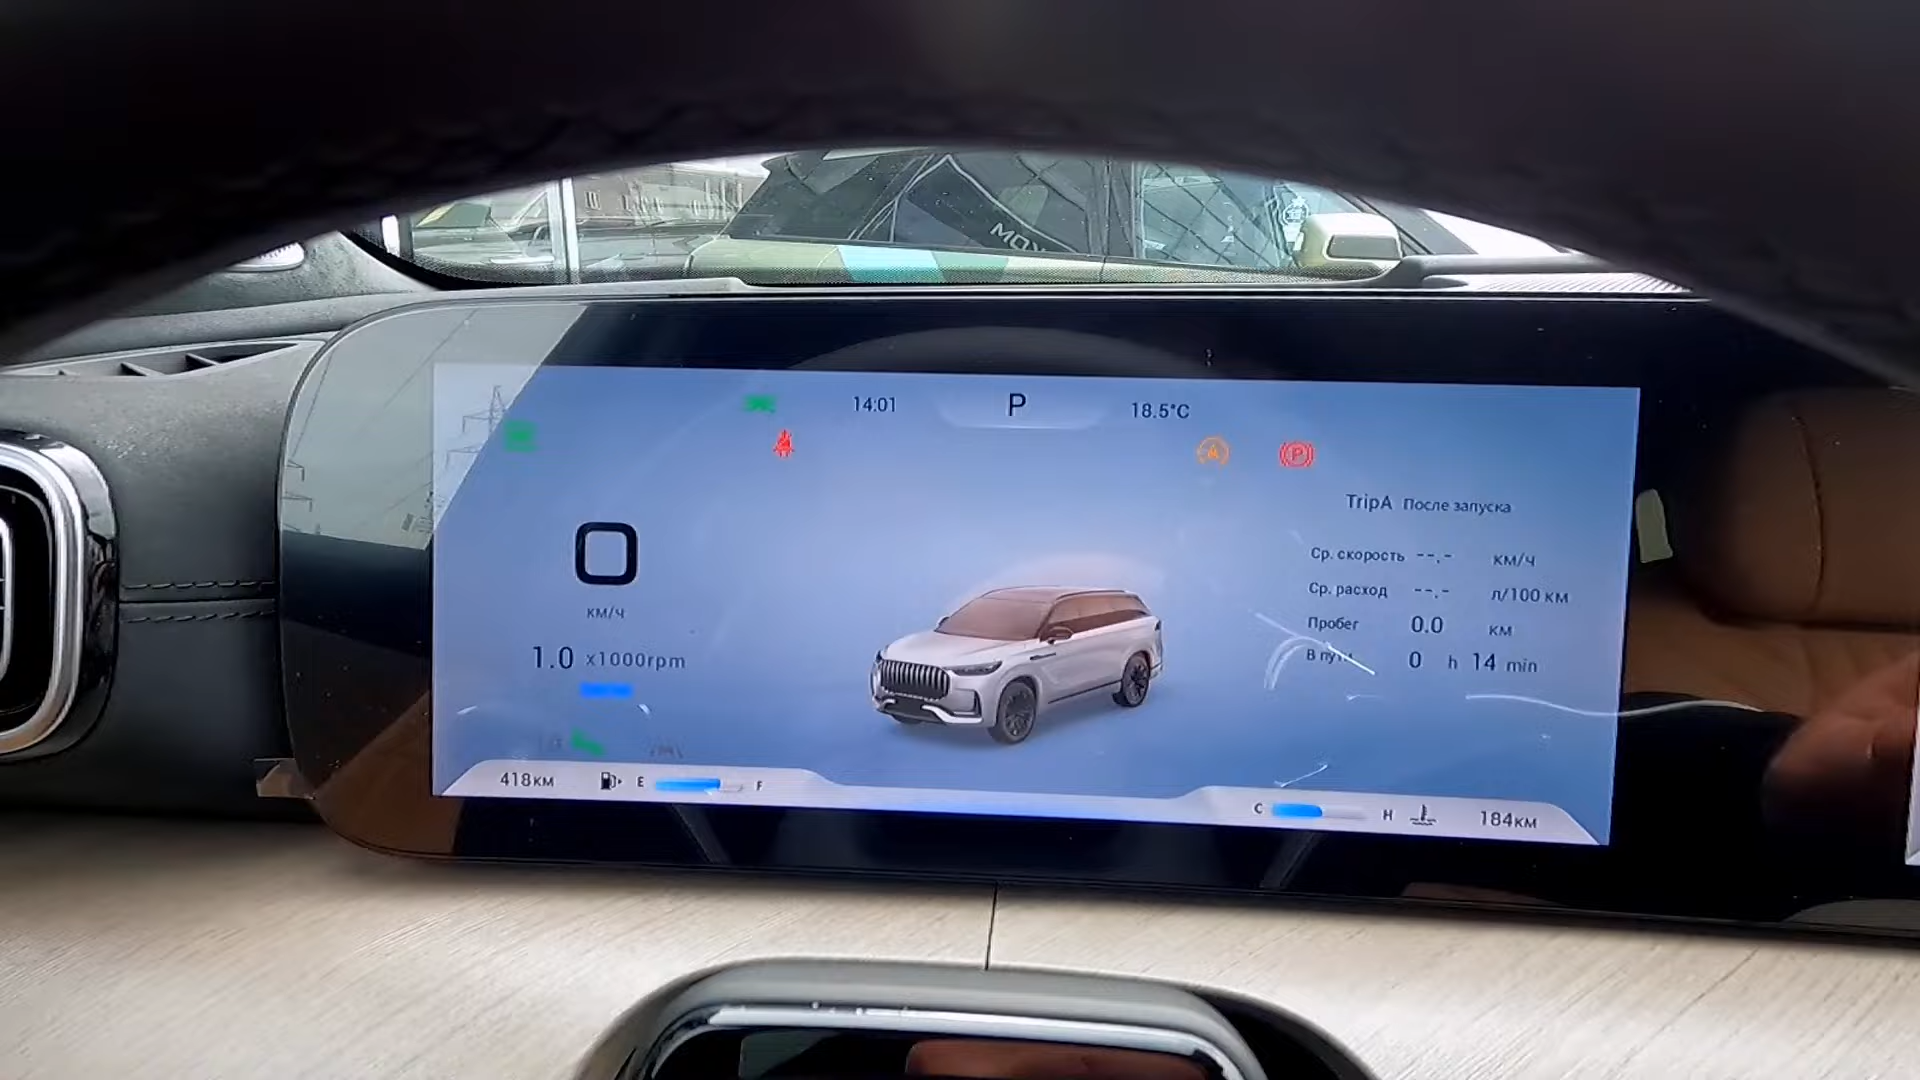 14:01
P
18.5°C
A
P
TripA После запуска
0
км/ч
Ср. скорость --.- км/ч
Ср. расход --.- л/100 км
Пробег 0.0 км
1.0 x1000rpm
В пути 0 h 14 min
418км E F
C H 184км